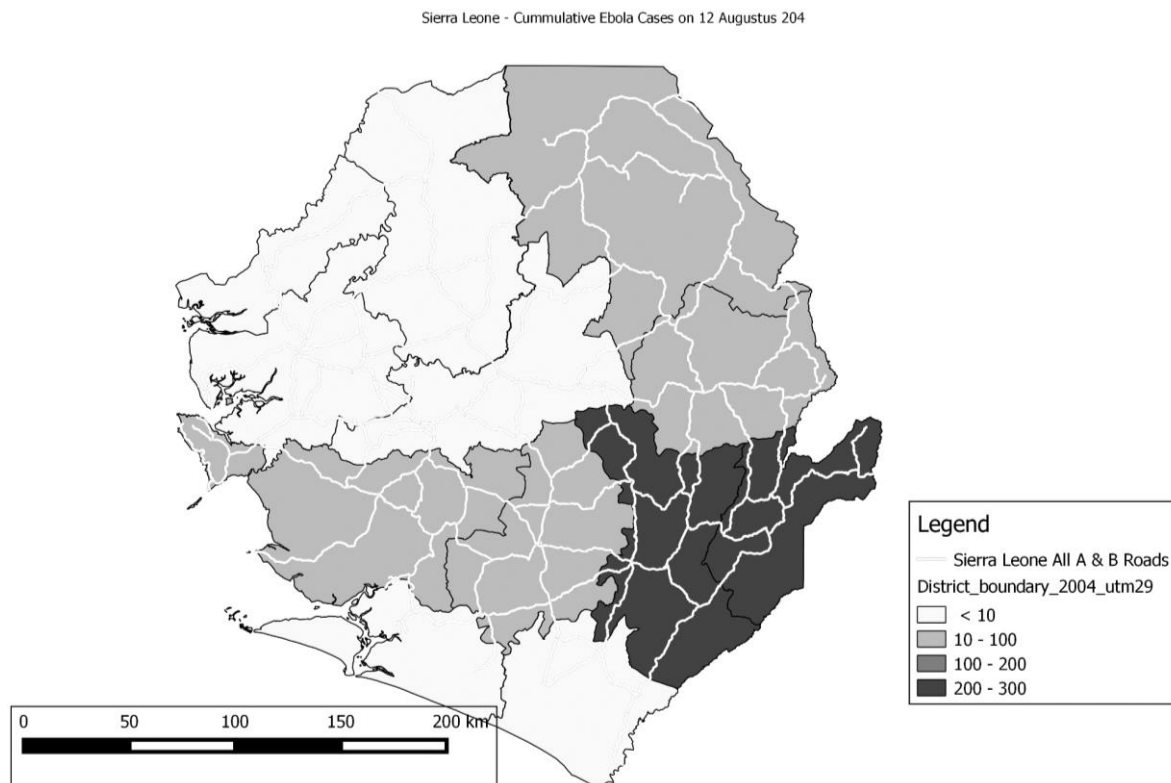 Sierra Leone - Cummulative Ebola Cases on 12 Augustus 204
Legend
Sierra Leone All A & B Roads
District_boundary_2004_utm29
< 10
10 - 100
100 - 200
200 - 300
0 50 100 150 200 km